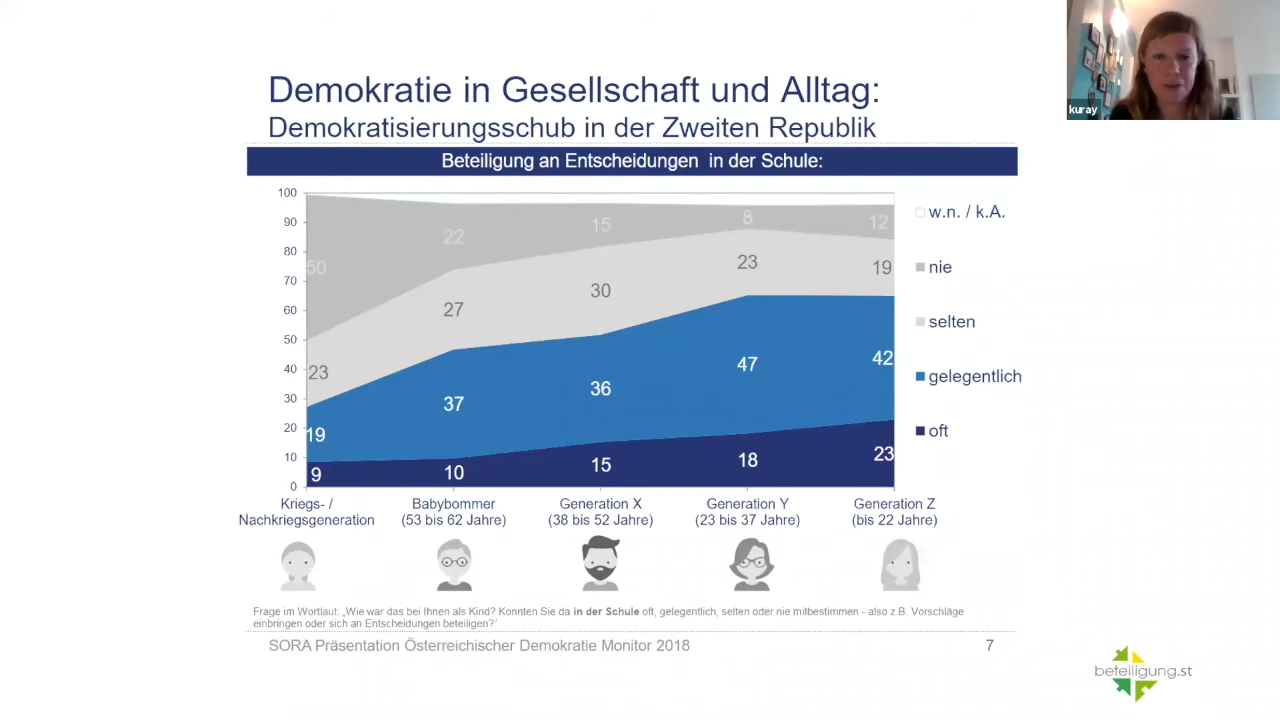 kuray
Demokratie in Gesellschaft und Alltag:
Demokratisierungsschub in der Zweiten Republik
Beteiligung an Entscheidungen in der Schule:
100
90
80
70
60
50
40
30
20
10
0
50
22
15
8
12
23
27
30
23
19
19
37
36
47
42
9
10
15
18
23
w.n. / k.A.
nie
selten
gelegentlich
oft
Kriegs- /
Nachkriegsgeneration
Babybommer
(53 bis 62 Jahre)
Generation X
(38 bis 52 Jahre)
Generation Y
(23 bis 37 Jahre)
Generation Z
(bis 22 Jahre)
Frage im Wortlaut: „Wie war das bei Ihnen als Kind? Konnten Sie da in der Schule oft, gelegentlich, selten oder nie mitbestimmen - also z.B. Vorschläge
einbringen oder sich an Entscheidungen beteiligen?“
SORA Präsentation Österreichischer Demokratie Monitor 2018
7
beteiligung.st